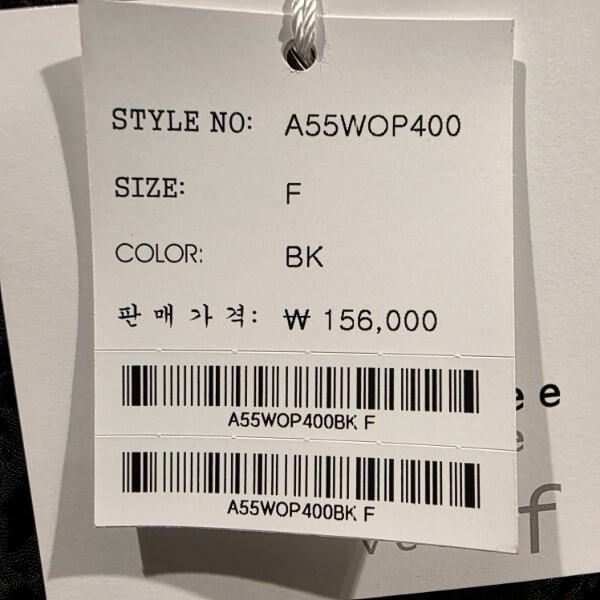 STYLE NO: A55WOP400
SIZE: F
COLOR: BK
판 매 가 격: ₩ 156,000
A55WOP400BK F
A55WOP400BK F